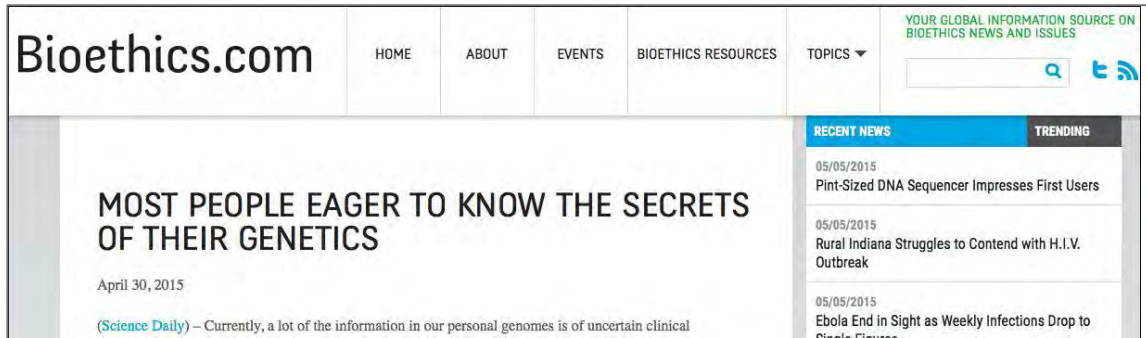 Bioethics.com
HOME
ABOUT
EVENTS
BIOETHICS RESOURCES
TOPICS
YOUR GLOBAL INFORMATION SOURCE ON
BIOETHICS NEWS AND ISSUES
MOST PEOPLE EAGER TO KNOW THE SECRETS
OF THEIR GENETICS
April 30, 2015
(Science Daily) – Currently, a lot of the information in our personal genomes is of uncertain clinical
RECENT NEWS
TRENDING
05/05/2015
Pint-Sized DNA Sequencer Impresses First Users
05/05/2015
Rural Indiana Struggles to Contend with H.I.V.
Outbreak
05/05/2015
Ebola End in Sight as Weekly Infections Drop to
Single Figures